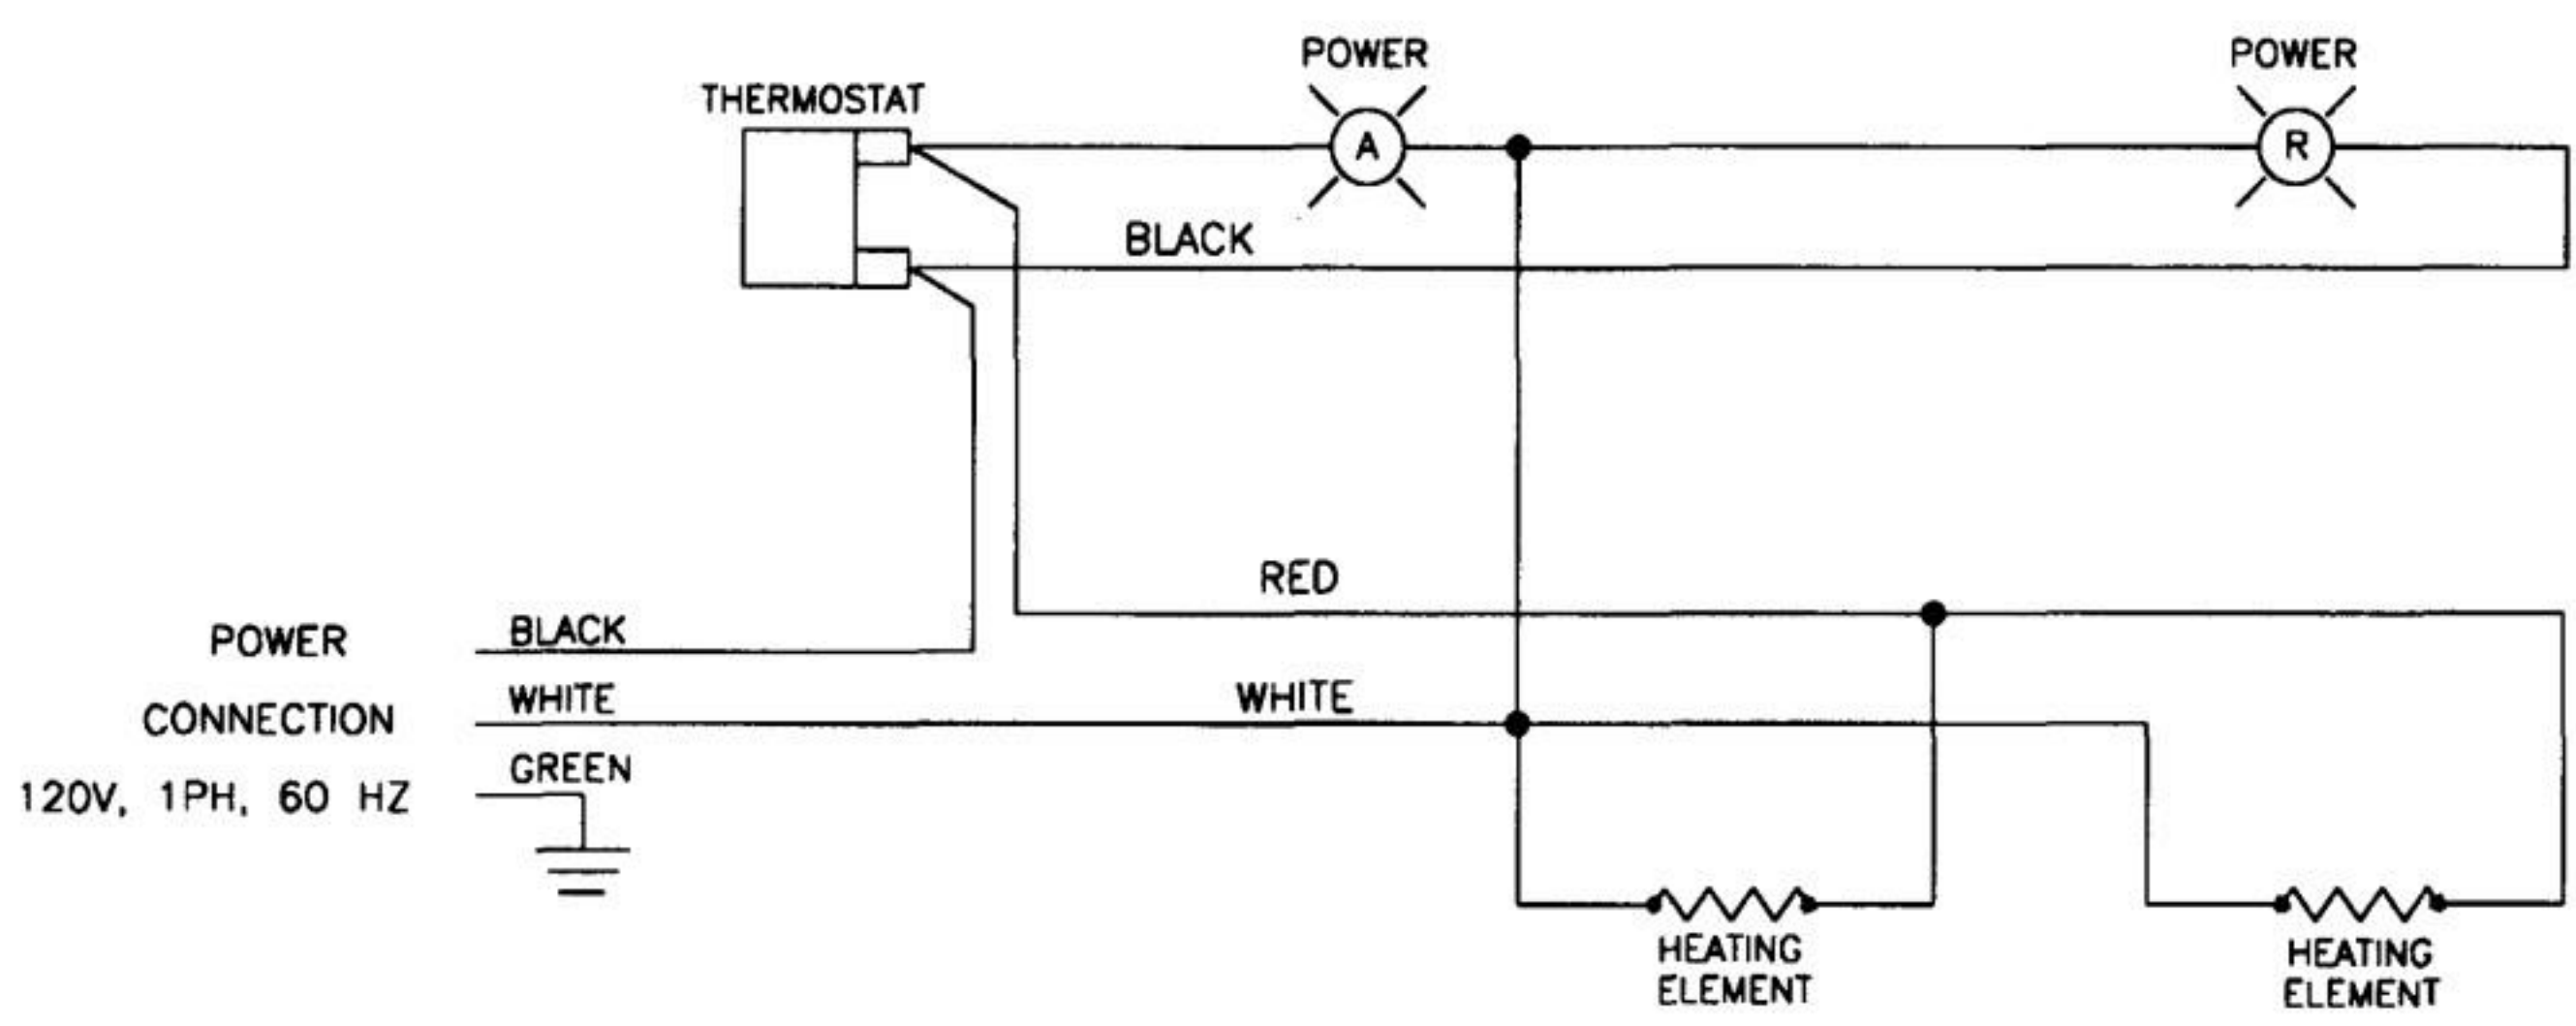 POWER
POWER
THERMOSTAT
A
R
BLACK
RED
POWER
BLACK
CONNECTION
WHITE
WHITE
120V, 1PH, 60 HZ
GREEN
HEATING
ELEMENT
HEATING
ELEMENT